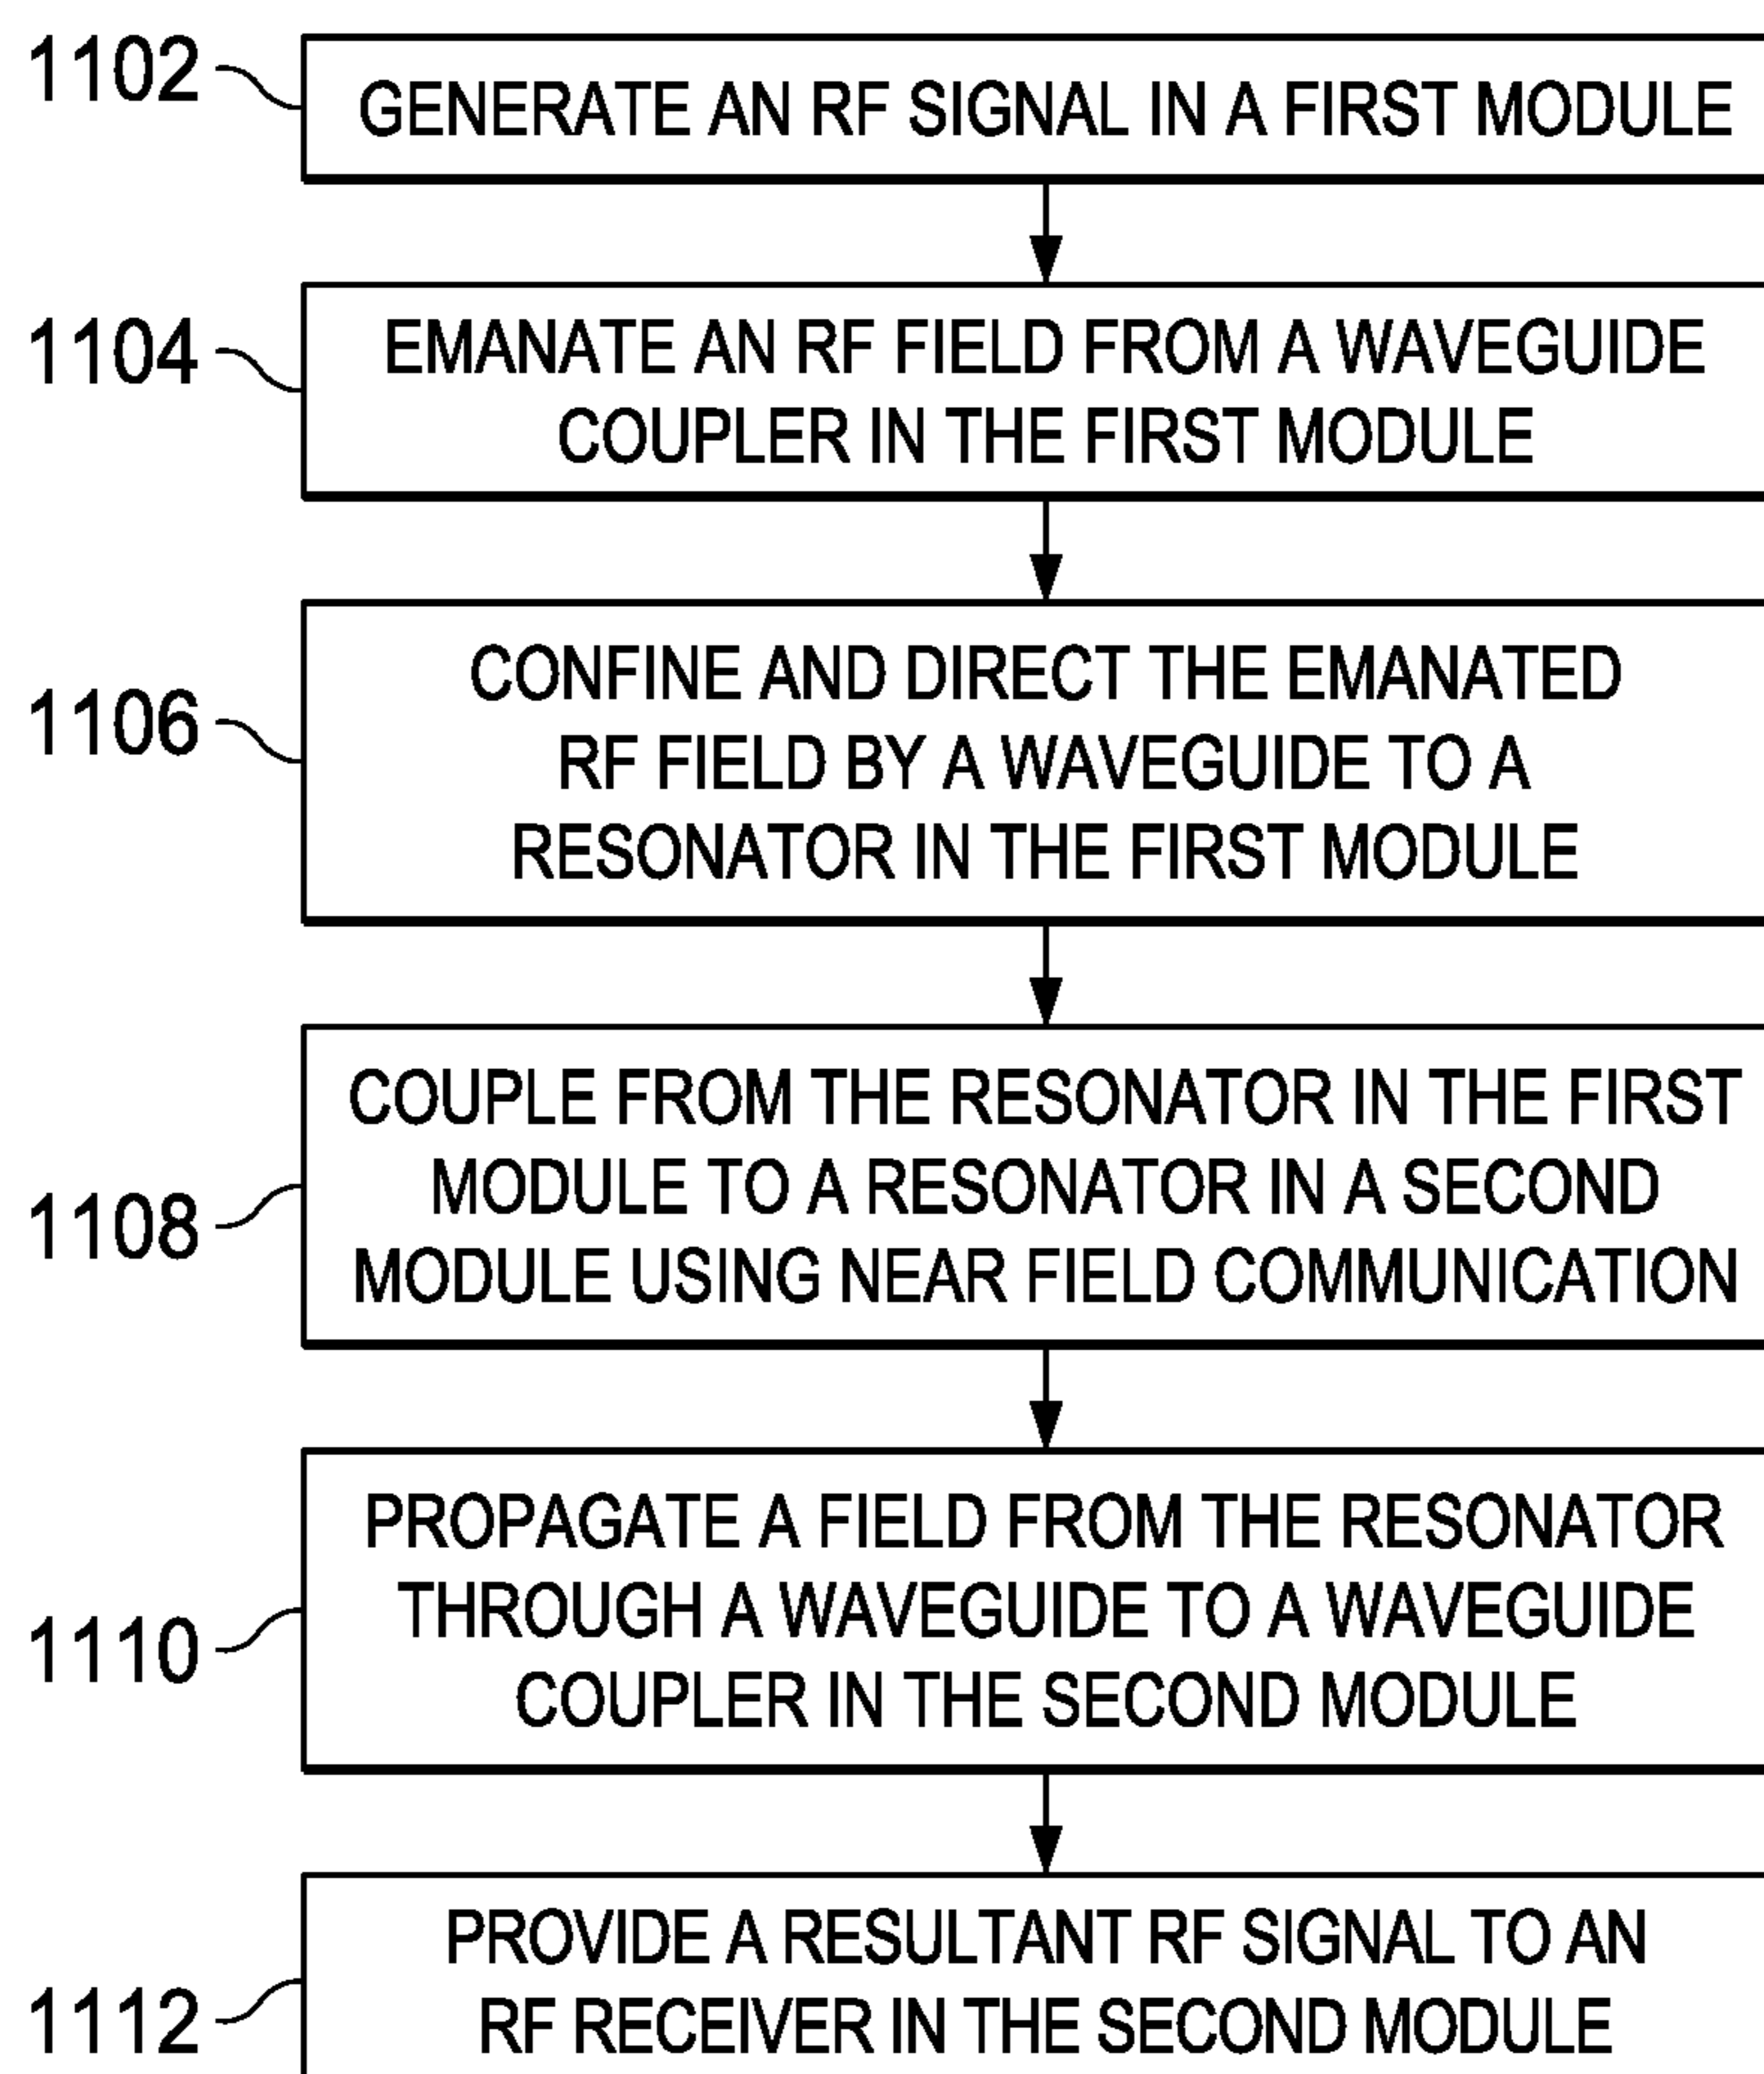 1102
GENERATE AN RF SIGNAL IN A FIRST MODULE
1104
EMANATE AN RF FIELD FROM A WAVEGUIDE
COUPLER IN THE FIRST MODULE
1106
CONFINE AND DIRECT THE EMANATED
RF FIELD BY A WAVEGUIDE TO A
RESONATOR IN THE FIRST MODULE
1108
COUPLE FROM THE RESONATOR IN THE FIRST
MODULE TO A RESONATOR IN A SECOND
MODULE USING NEAR FIELD COMMUNICATION
1110
PROPAGATE A FIELD FROM THE RESONATOR
THROUGH A WAVEGUIDE TO A WAVEGUIDE
COUPLER IN THE SECOND MODULE
1112
PROVIDE A RESULTANT RF SIGNAL TO AN
RF RECEIVER IN THE SECOND MODULE